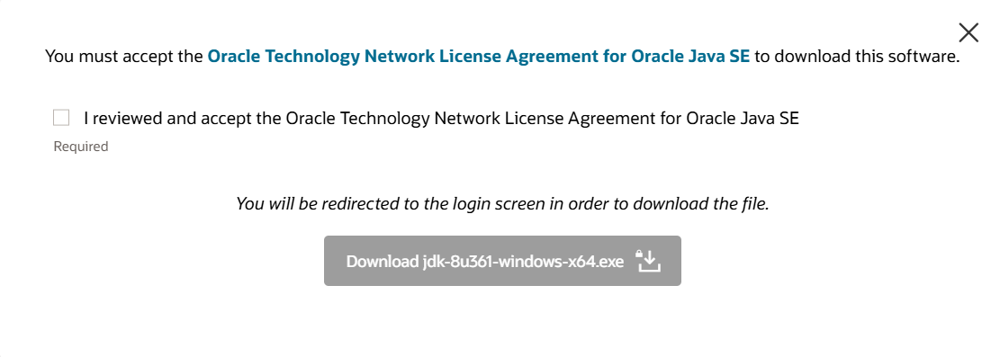 You must accept the Oracle Technology Network License Agreement for Oracle Java SE to download this software.
I reviewed and accept the Oracle Technology Network License Agreement for Oracle Java SE
Required
You will be redirected to the login screen in order to download the file.
Download jdk-8u361-windows-x64.exe